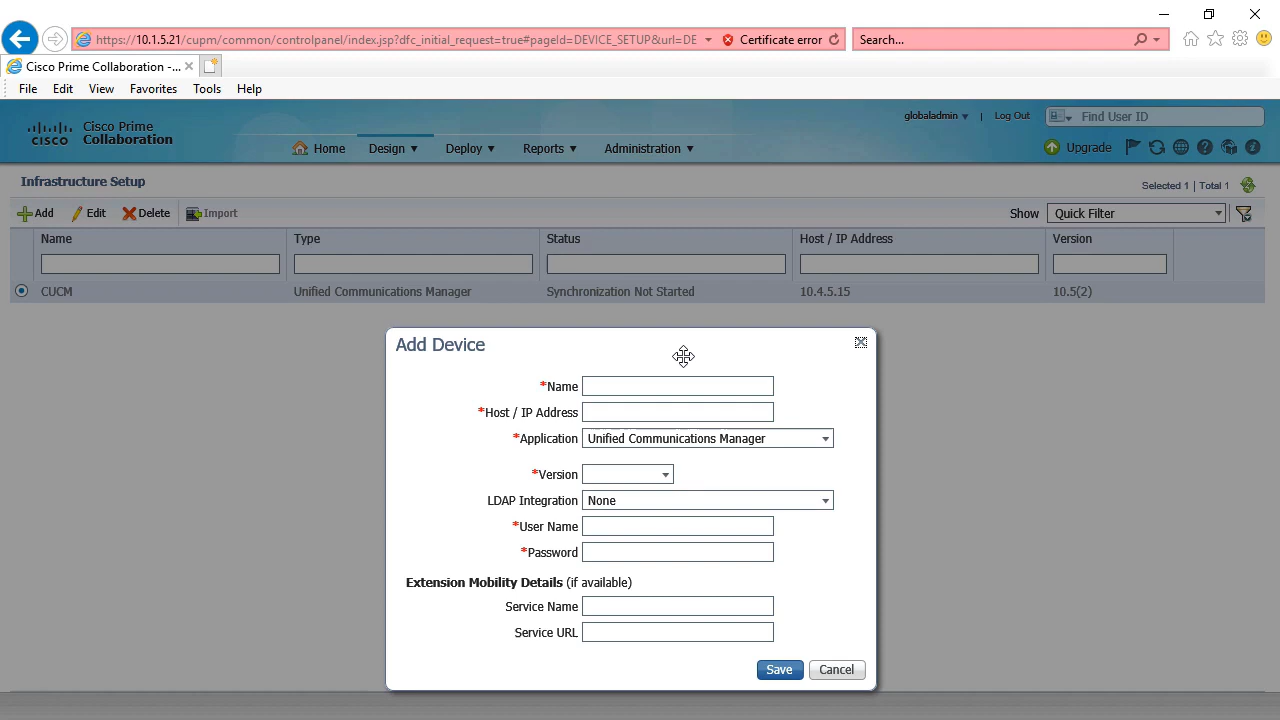 https://10.1.5.21/cupm/common/controlpanel/index.jsp?dfc_initial_request=true#pageId=DEVICE_SETUP&url=DE Certificate error Search...
Cisco Prime Collaboration -...
File Edit View Favorites Tools Help
cisco Cisco Prime Collaboration
globaladmin | Log Out Find User ID
Home Design Deploy Reports Administration Upgrade
Infrastructure Setup
Selected 1 | Total 1
Add Edit Delete Import Show Quick Filter
Name Type Status Host / IP Address Version
CUCM Unified Communications Manager Synchronization Not Started 10.4.5.15 10.5(2)
Add Device
*Name
*Host / IP Address
*Application Unified Communications Manager
*Version
LDAP Integration None
*User Name
*Password
Extension Mobility Details (if available)
Service Name
Service URL
Save Cancel